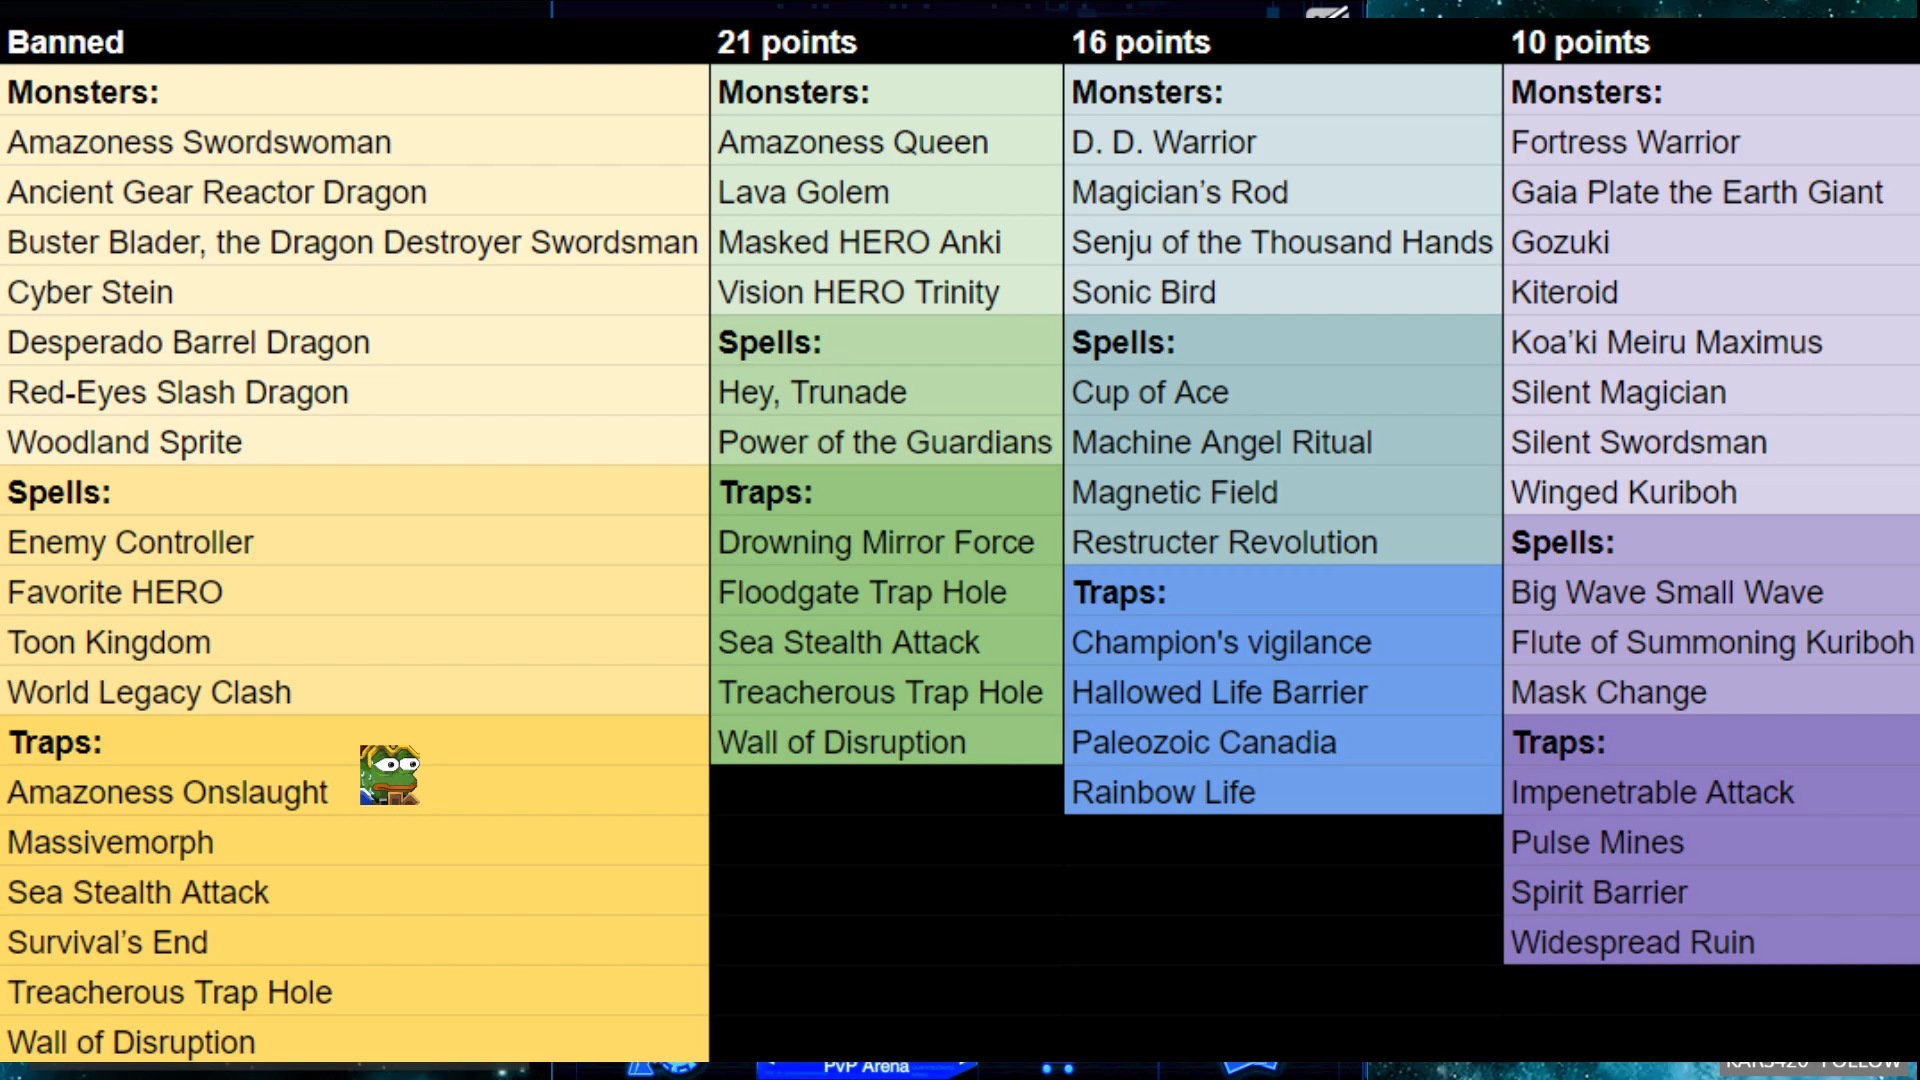 Banned
Monsters:
Amazoness Swordswoman
Ancient Gear Reactor Dragon
Buster Blader, the Dragon Destroyer Swordsman
Cyber Stein
Desperado Barrel Dragon
Red-Eyes Slash Dragon
Woodland Sprite
Spells:
Enemy Controller
Favorite HERO
Toon Kingdom
World Legacy Clash
Traps:
Amazoness Onslaught
Massivemorph
Sea Stealth Attack
Survival’s End
Treacherous Trap Hole
Wall of Disruption
21 points
Monsters:
Amazoness Queen
Lava Golem
Masked HERO Anki
Vision HERO Trinity
Spells:
Hey, Trunade
Power of the Guardians
Traps:
Drowning Mirror Force
Floodgate Trap Hole
Sea Stealth Attack
Treacherous Trap Hole
Wall of Disruption
16 points
Monsters:
D. D. Warrior
Magician’s Rod
Senju of the Thousand Hands
Sonic Bird
Spells:
Cup of Ace
Machine Angel Ritual
Magnetic Field
Restructer Revolution
Traps:
Champion's vigilance
Hallowed Life Barrier
Paleozoic Canadia
Rainbow Life
10 points
Monsters:
Fortress Warrior
Gaia Plate the Earth Giant
Gozuki
Kiteroid
Koa’ki Meiru Maximus
Silent Magician
Silent Swordsman
Winged Kuriboh
Spells:
Big Wave Small Wave
Flute of Summoning Kuriboh
Mask Change
Traps:
Impenetrable Attack
Pulse Mines
Spirit Barrier
Widespread Ruin
PvP Arena
FOLLOW